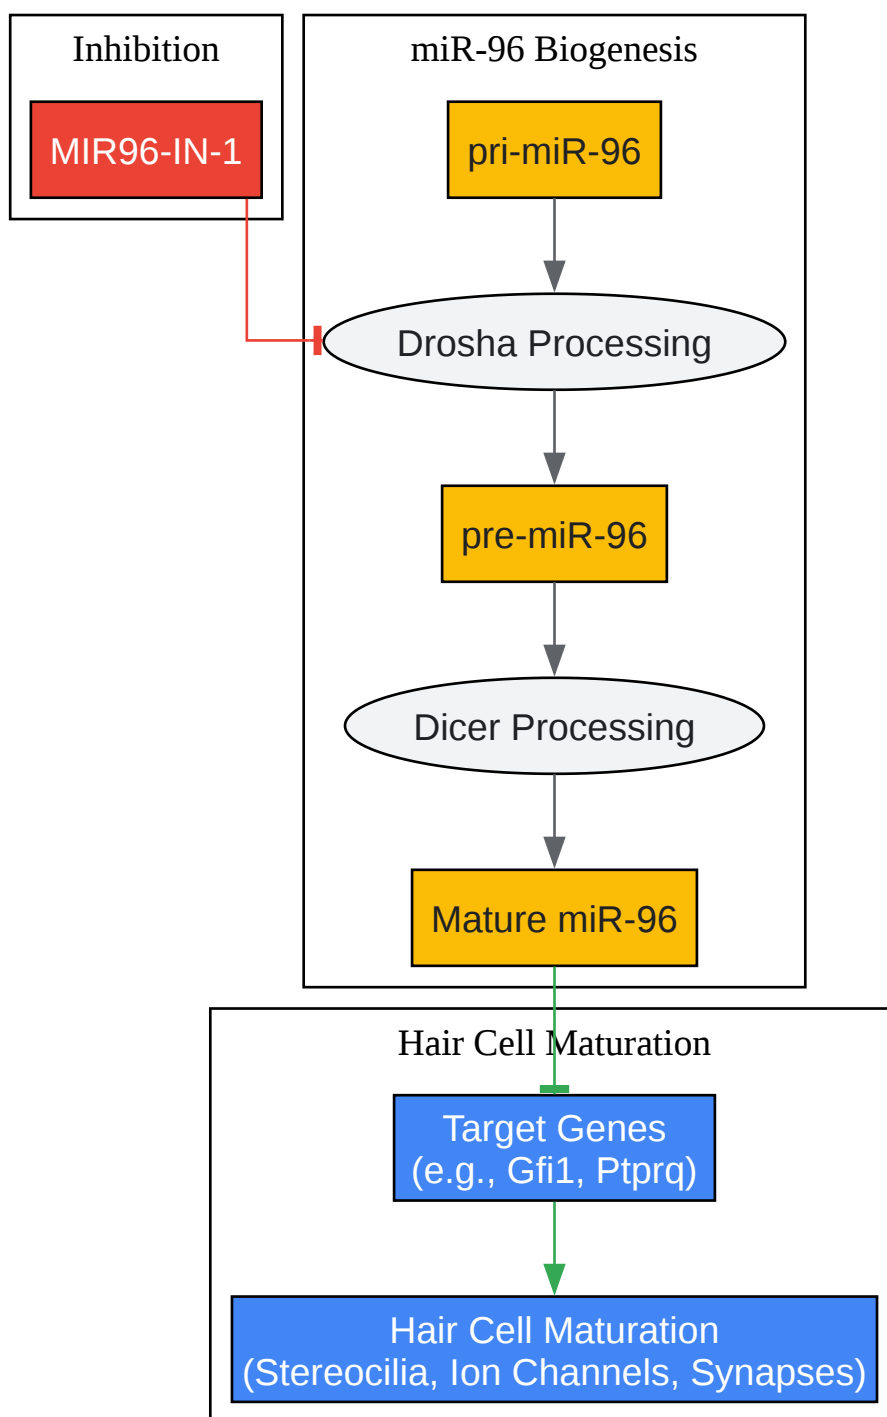 Inhibition
MIR96-IN-1
miR-96 Biogenesis
pri-miR-96
Drosha Processing
pre-miR-96
Dicer Processing
Mature miR-96
Hair Cell Maturation
Target Genes
(e.g., Gfi1, Ptprq)
Hair Cell Maturation
(Stereocilia, Ion Channels, Synapses)